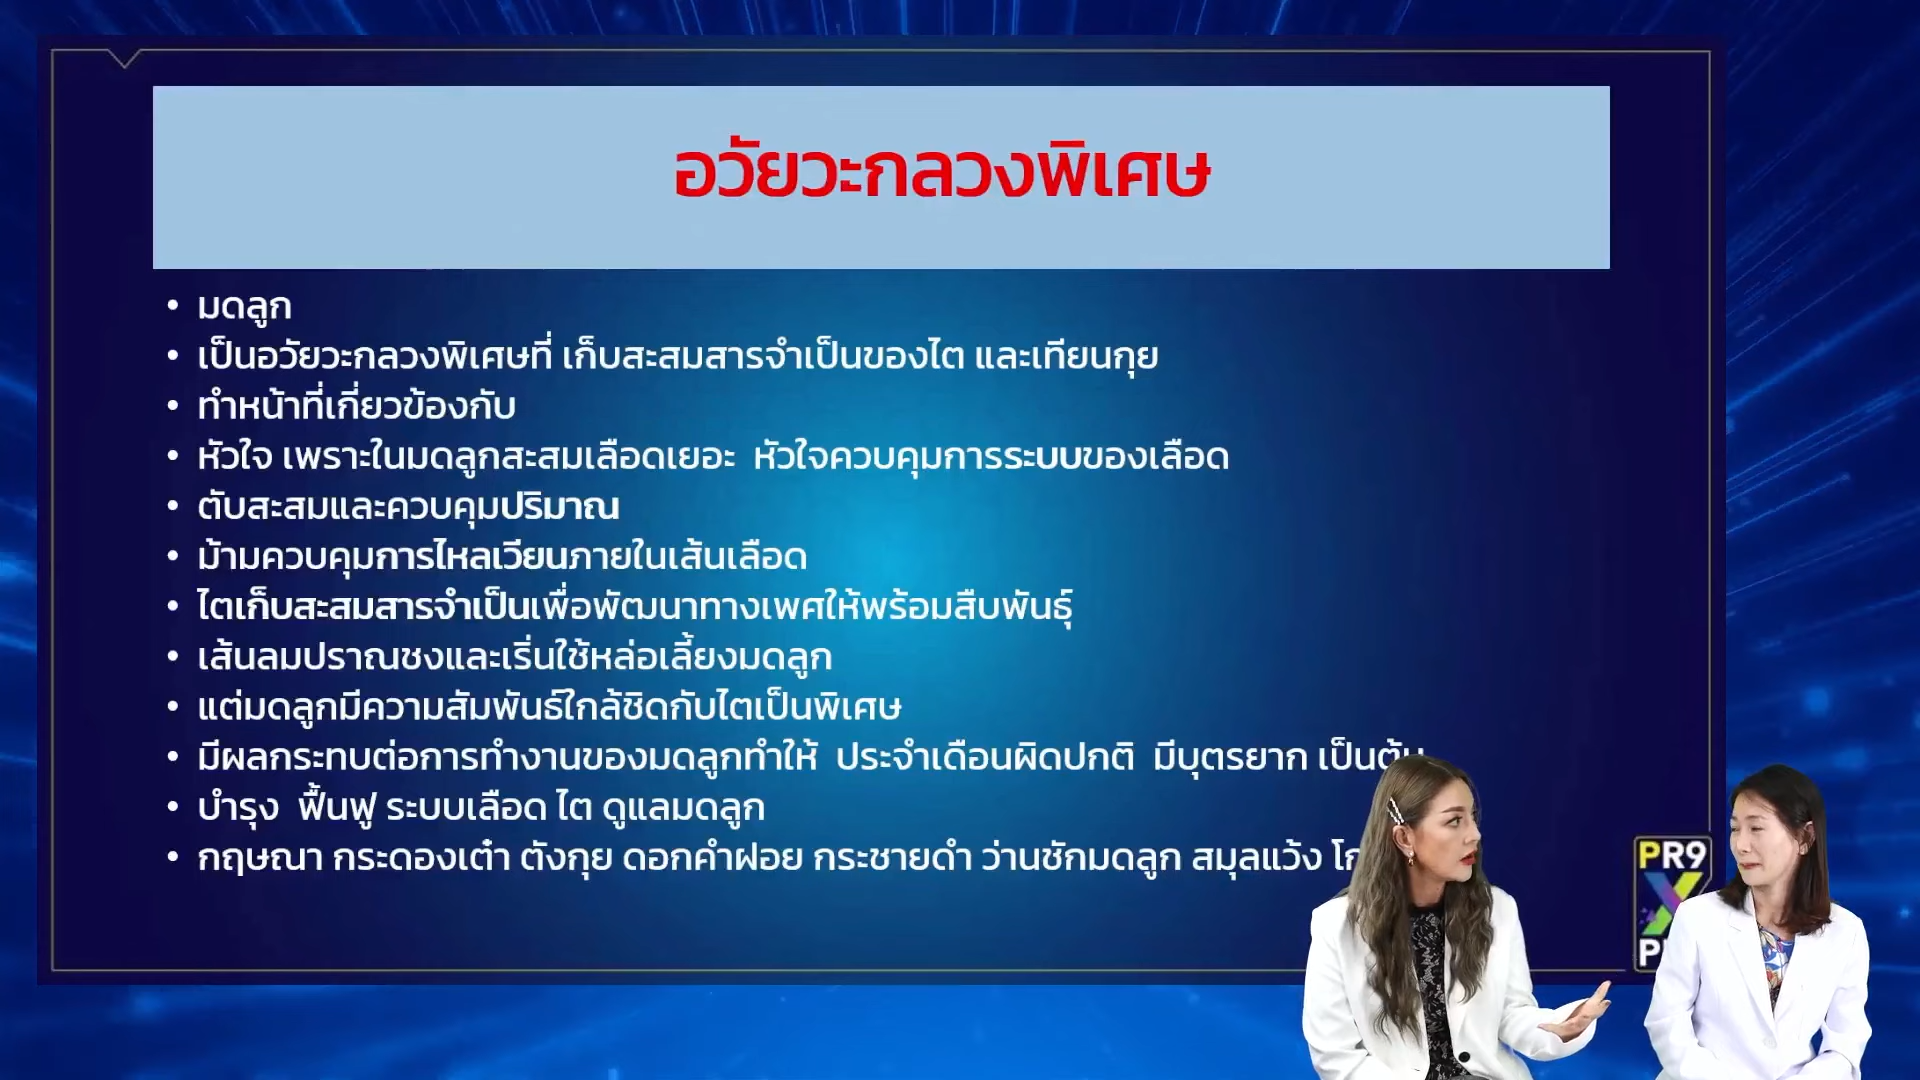 อวัยวะกลวงพิเศษ
• มดลูก
• เป็นอวัยวะกลวงพิเศษที่ เก็บสะสมสารจำเป็นของไต และเทียนกุย
• ทำหน้าที่เกี่ยวข้องกับ
• หัวใจ เพราะในมดลูกสะสมเลือดเยอะ หัวใจควบคุมการระบบของเลือด
• ตับสะสมและควบคุมปริมาณ
• ม้ามควบคุมการไหลเวียนภายในเส้นเลือด
• ไตเก็บสะสมสารจำเป็นเพื่อพัฒนาทางเพศให้พร้อมสืบพันธุ์
• เส้นลมปราณชงและเริ่นใช้หล่อเลี้ยงมดลูก
• แต่มดลูกมีความสัมพันธ์ใกล้ชิดกับไตเป็นพิเศษ
• มีผลกระทบต่อการทำงานของมดลูกทำให้ ประจำเดือนผิดปกติ มีบุตรยาก เป็นต้น
• บำรุง ฟื้นฟู ระบบเลือด ไต ดูแลมดลูก
• กฤษณา กระดองเต๋า ตังกุย ดอกคำฝอย กระชายดำ ว่านชักมดลูก สมุลแว้ง
PR9